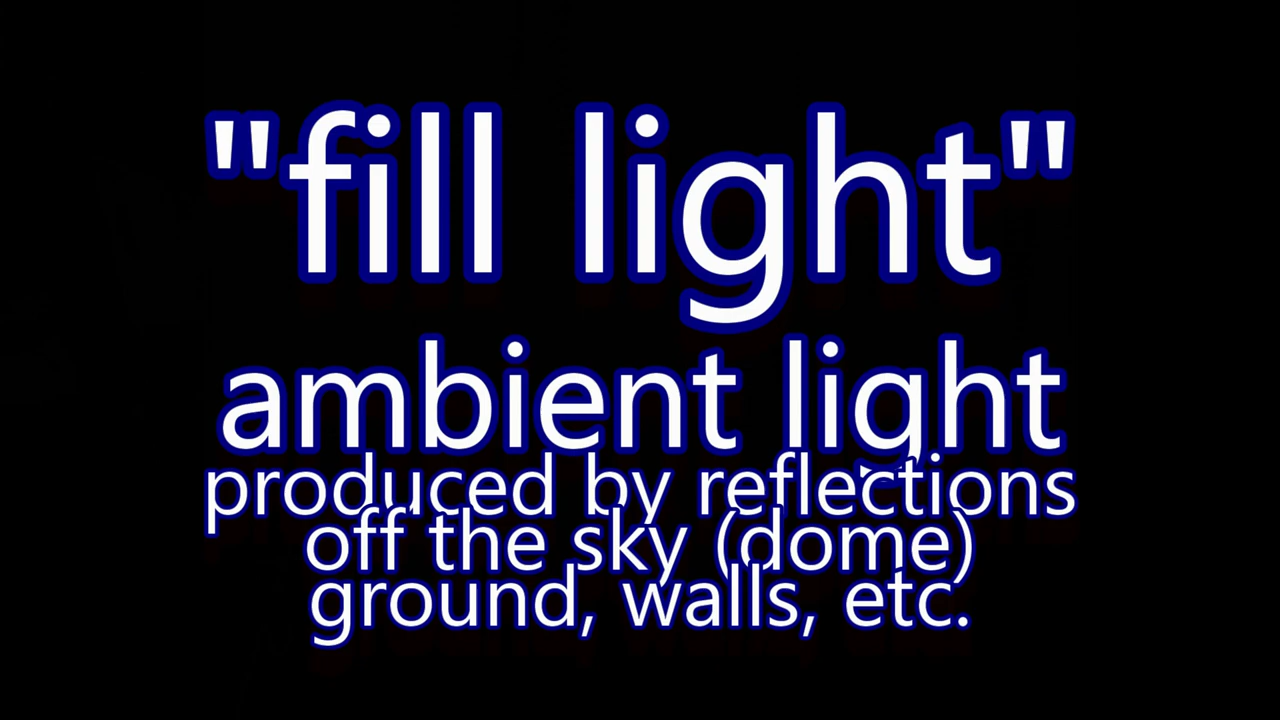 "fill light"
ambient light
produced by reflections
off the sky (dome)
ground, walls, etc.